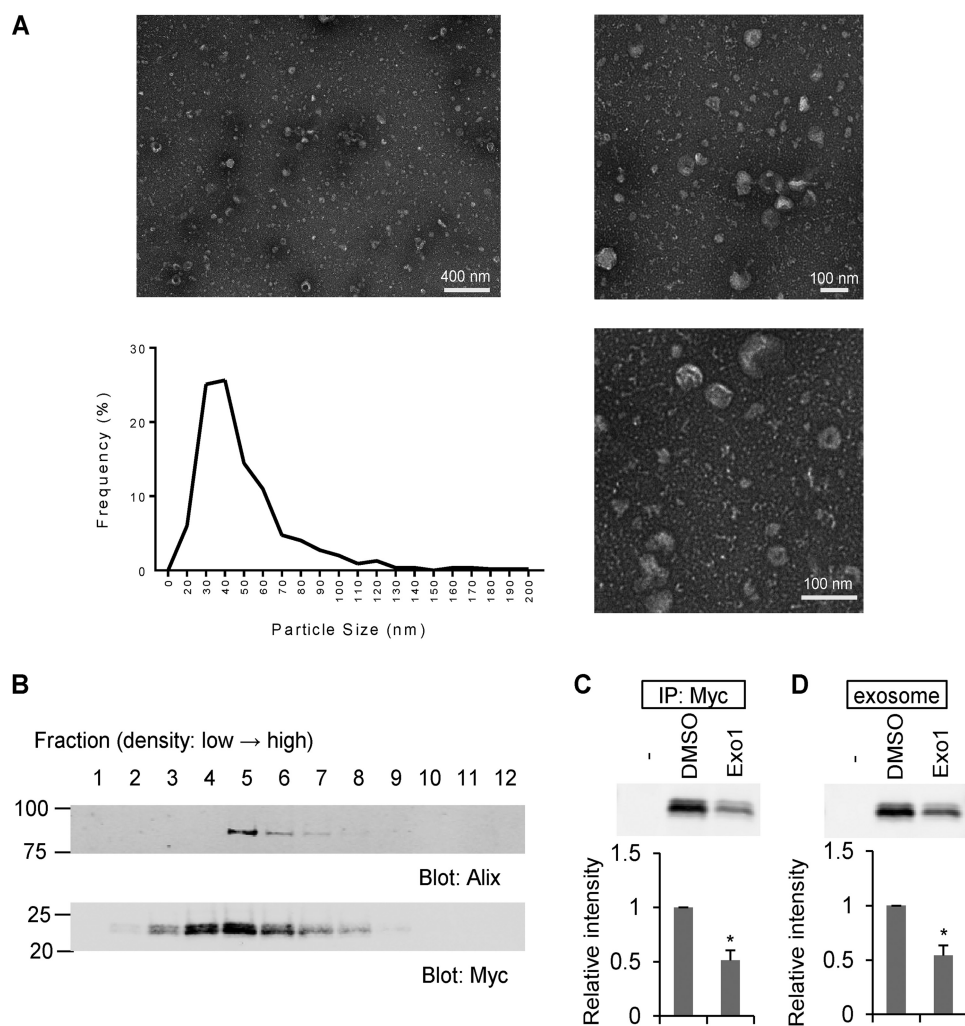 A
400 nm
100 nm
30
20
10
0
Frequency (%)
0 20 30 40 50 60 70 80 90 100 110 120 130 140 150 160 170 180 190 200
Particle Size (nm)
100 nm
B
Fraction (density: low → high)
1 2 3 4 5 6 7 8 9 10 11 12
100
75
Blot: Alix
25
20
Blot: Myc
C
IP: Myc
- DMSO Exo1
1.5
1
0.5
0
Relative intensity
*
D
exosome
- DMSO Exo1
1.5
1
0.5
0
Relative intensity
*